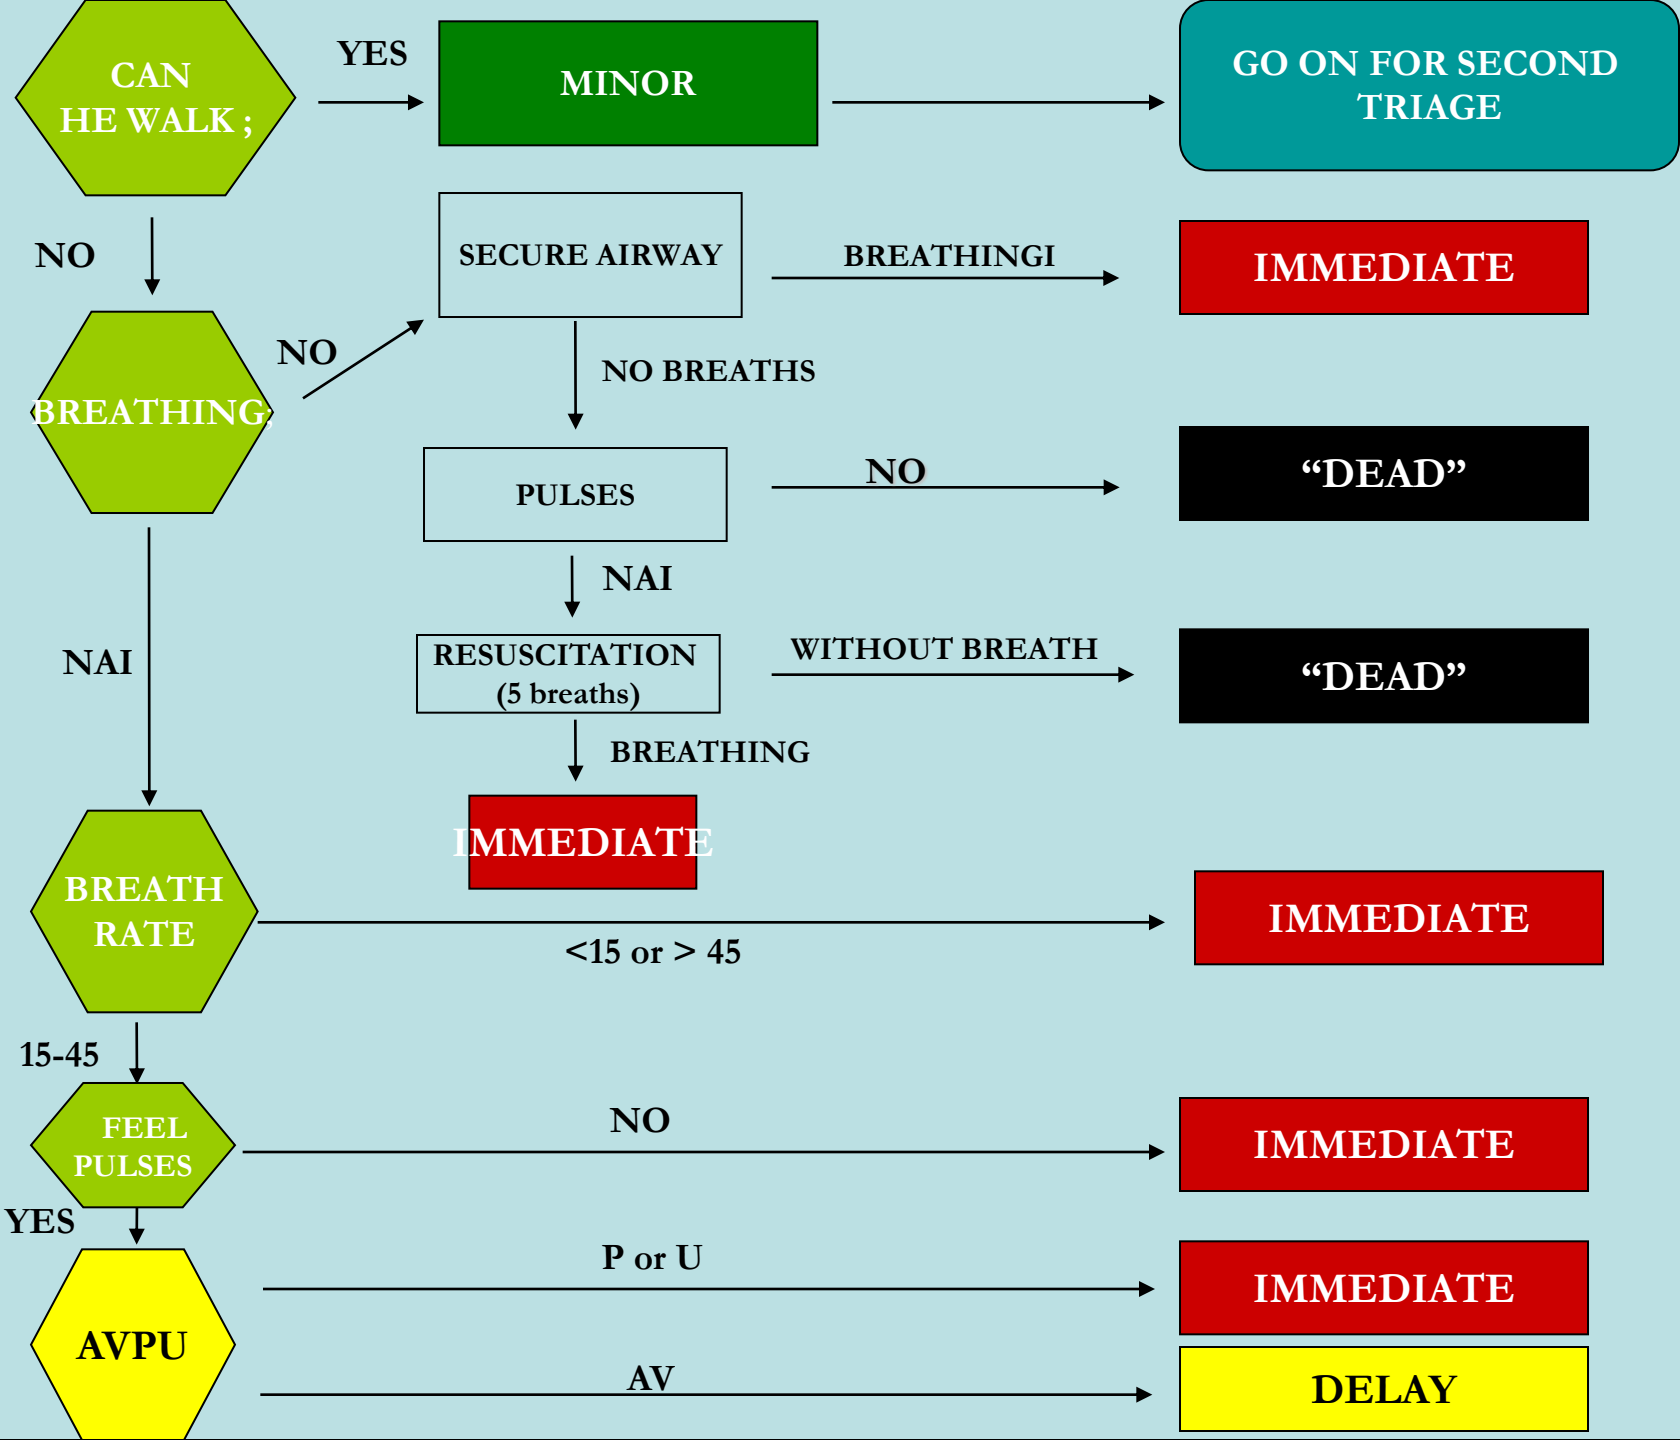 CAN
HE WALK ;
YES
MINOR
GO ON FOR SECOND
TRIAGE
NO
SECURE AIRWAY
BREATHINGI
IMMEDIATE
BREATHING;
NO
NO BREATHS
PULSES
NO
“DEAD”
NAI
NAI
RESUSCITATION
(5 breaths)
WITHOUT BREATH
“DEAD”
BREATHING
IMMEDIATE
BREATH
RATE
<15 or > 45
IMMEDIATE
15-45
FEEL
PULSES
NO
IMMEDIATE
YES
AVPU
P or U
IMMEDIATE
AV
DELAY